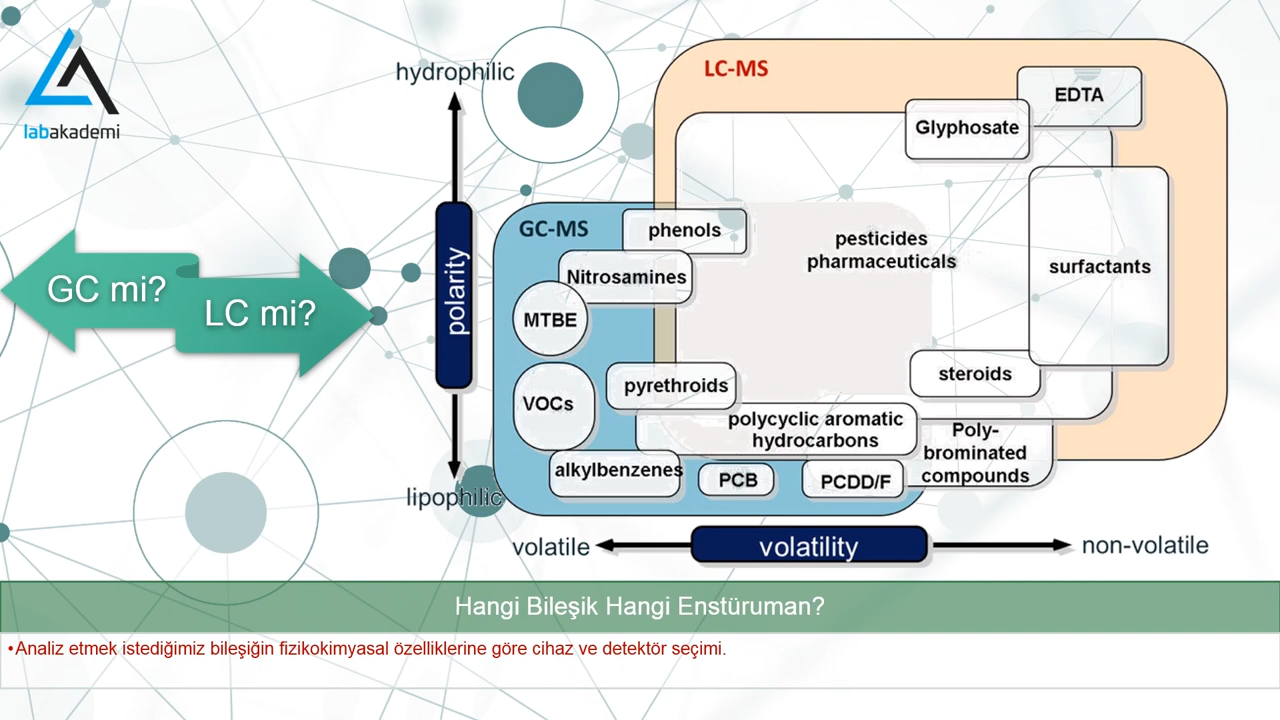 labakademi
GC mi?
LC mi?
hydrophilic
polarity
lipophilic
LC-MS
EDTA
Glyphosate
GC-MS
phenols
pesticides
pharmaceuticals
surfactants
Nitrosamines
MTBE
pyrethroids
steroids
VOCs
polycyclic aromatic
hydrocarbons
Poly-
brominated
compounds
alkylbenzenes
PCB
PCDD/F
volatile
volatility
non-volatile
Hangi Bileşik Hangi Enstüruman?
•Analiz etmek istediğimiz bileşiğin fizikokimyasal özelliklerine göre cihaz ve detektör seçimi.